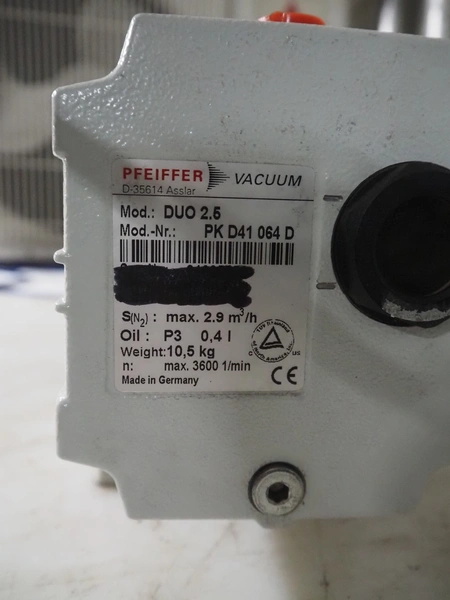 PFEIFFER VACUUM
D-35614 Asslar
Mod.: DUO 2.5
Mod.-Nr.: PK D41 064 D
S(N₂) : max. 2.9 m³/h
Oil : P3 0,4 l
Weight: 10,5 kg
n: max. 3600 1/min
Made in Germany
CE